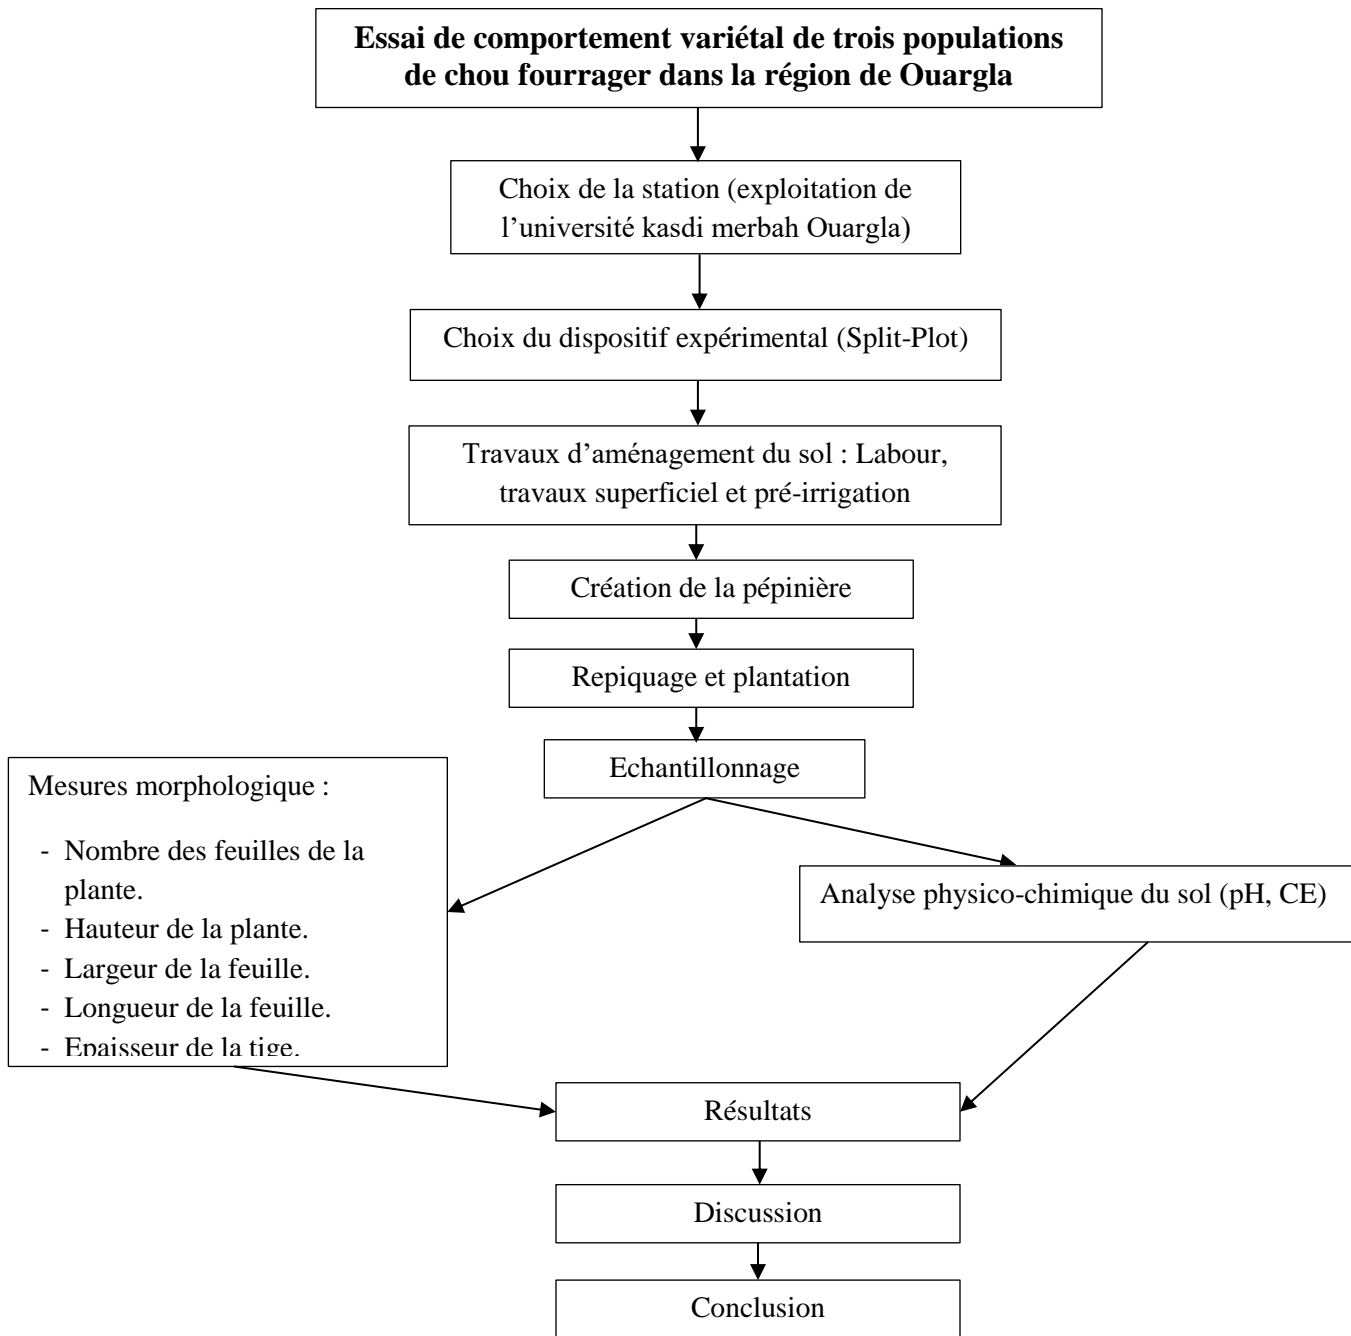 Essai de comportement variétal de trois populations
de chou fourrager dans la région de Ouargla
Choix de la station (exploitation de
l’université kasdi merbah Ouargla)
Choix du dispositif expérimental (Split-Plot)
Travaux d’aménagement du sol : Labour,
travaux superficiel et pré-irrigation
Création de la pépinière
Repiquage et plantation
Echantillonnage
Mesures morphologique :
- Nombre des feuilles de la
plante.
- Hauteur de la plante.
- Largeur de la feuille.
- Longueur de la feuille.
- Epaisseur de la tige.
Analyse physico-chimique du sol (pH, CE)
Résultats
Discussion
Conclusion